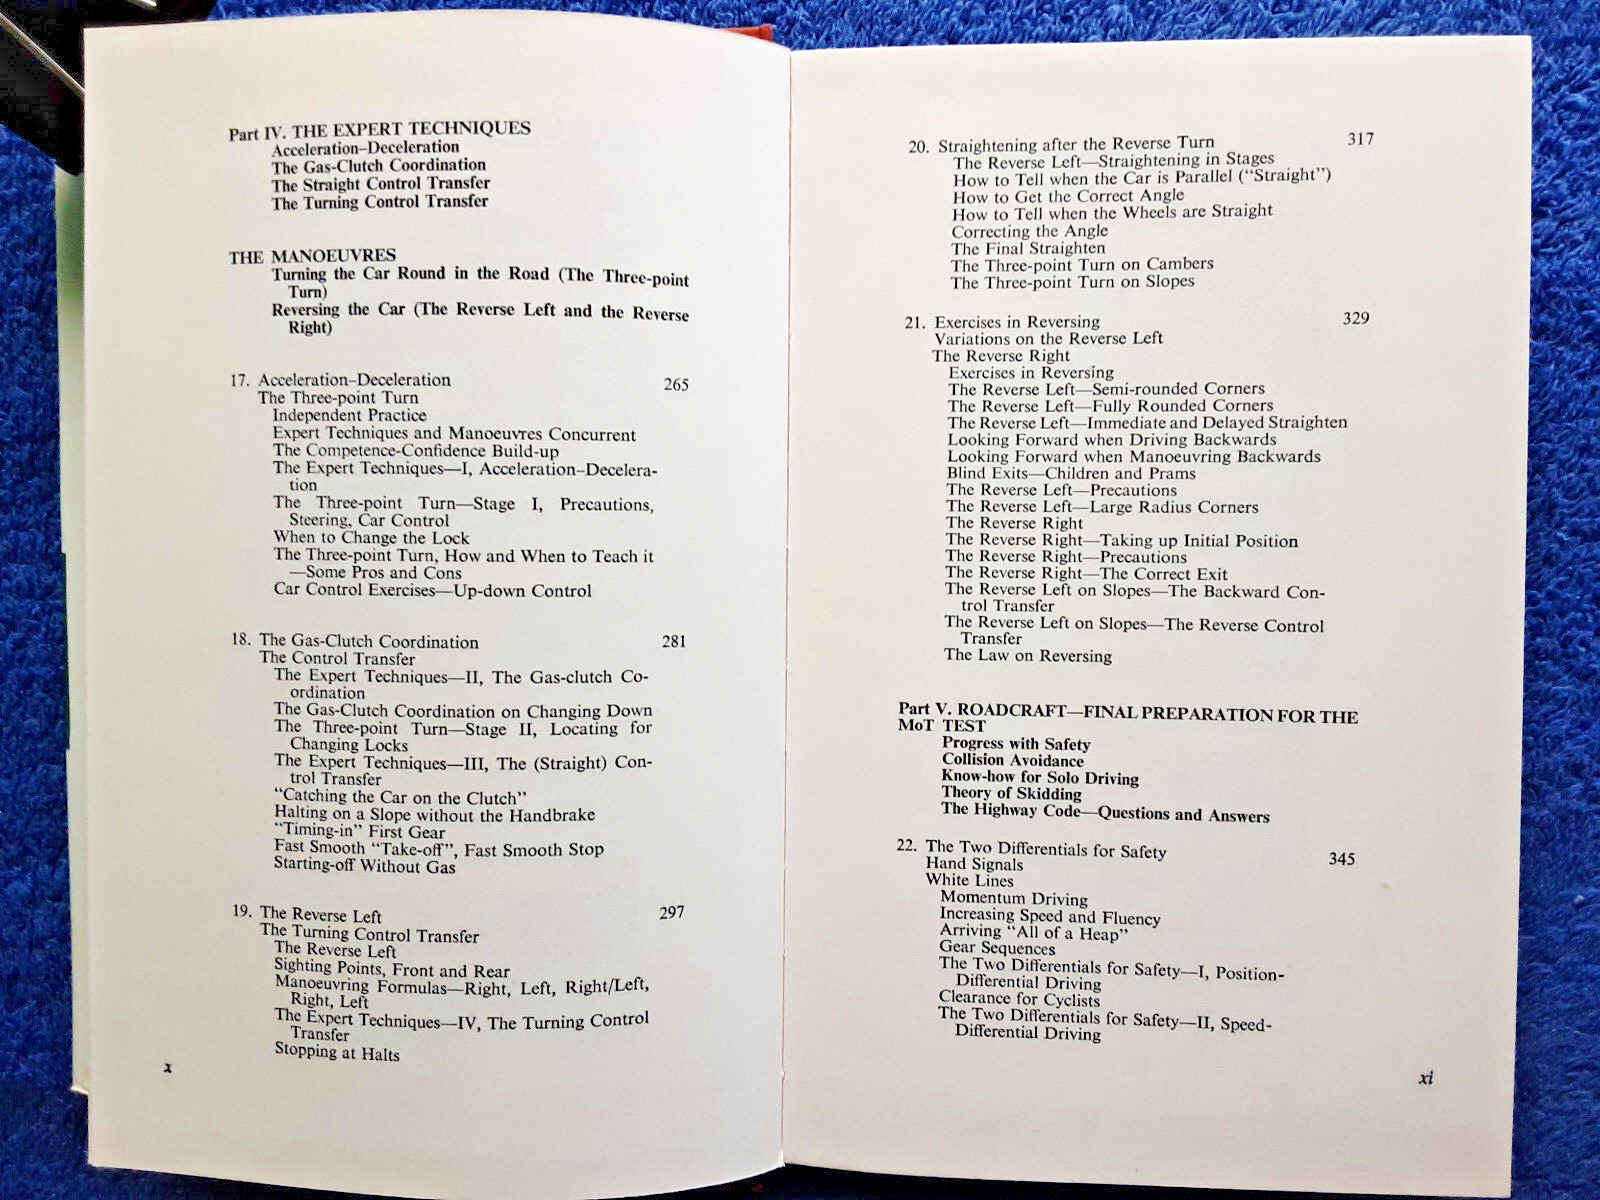 Part IV. THE EXPERT TECHNIQUES
Acceleration–Deceleration
The Gas-Clutch Coordination
The Straight Control Transfer
The Turning Control Transfer
THE MANOEUVRES
Turning the Car Round in the Road (The Three-point
Turn)
Reversing the Car (The Reverse Left and the Reverse
Right)
17. Acceleration–Deceleration 265
The Three-point Turn
Independent Practice
Expert Techniques and Manoeuvres Concurrent
The Competence-Confidence Build-up
The Expert Techniques—I, Acceleration–Decelera-
tion
The Three-point Turn—Stage I, Precautions,
Steering, Car Control
When to Change the Lock
The Three-point Turn, How and When to Teach it
—Some Pros and Cons
Car Control Exercises—Up-down Control
18. The Gas-Clutch Coordination 281
The Control Transfer
The Expert Techniques—II, The Gas-clutch Co-
ordination
The Gas-Clutch Coordination on Changing Down
The Three-point Turn—Stage II, Locating for
Changing Locks
The Expert Techniques—III, The (Straight) Con-
trol Transfer
“Catching the Car on the Clutch”
Halting on a Slope without the Handbrake
“Timing-in” First Gear
Fast Smooth “Take-off”, Fast Smooth Stop
Starting-off Without Gas
19. The Reverse Left 297
The Turning Control Transfer
The Reverse Left
Sighting Points, Front and Rear
Manoeuvring Formulas—Right, Left, Right/Left,
Right, Left
The Expert Techniques—IV, The Turning Control
Transfer
Stopping at Halts
x
20. Straightening after the Reverse Turn 317
The Reverse Left—Straightening in Stages
How to Tell when the Car is Parallel (“Straight”)
How to Get the Correct Angle
How to Tell when the Wheels are Straight
Correcting the Angle
The Final Straighten
The Three-point Turn on Cambers
The Three-point Turn on Slopes
21. Exercises in Reversing 329
Variations on the Reverse Left
The Reverse Right
Exercises in Reversing
The Reverse Left—Semi-rounded Corners
The Reverse Left—Fully Rounded Corners
The Reverse Left—Immediate and Delayed Straighten
Looking Forward when Driving Backwards
Looking Forward when Manoeuvring Backwards
Blind Exits—Children and Prams
The Reverse Left—Precautions
The Reverse Left—Large Radius Corners
The Reverse Right
The Reverse Right—Taking up Initial Position
The Reverse Right—Precautions
The Reverse Right—The Correct Exit
The Reverse Left on Slopes—The Backward Con-
trol Transfer
The Reverse Left on Slopes—The Reverse Control
Transfer
The Law on Reversing
Part V. ROADCRAFT—FINAL PREPARATION FOR THE
MoT TEST
Progress with Safety
Collision Avoidance
Know-how for Solo Driving
Theory of Skidding
The Highway Code—Questions and Answers
22. The Two Differentials for Safety 345
Hand Signals
White Lines
Momentum Driving
Increasing Speed and Fluency
Arriving “All of a Heap”
Gear Sequences
The Two Differentials for Safety—I, Position-
Differential Driving
Clearance for Cyclists
The Two Differentials for Safety—II, Speed-
Differential Driving
xi